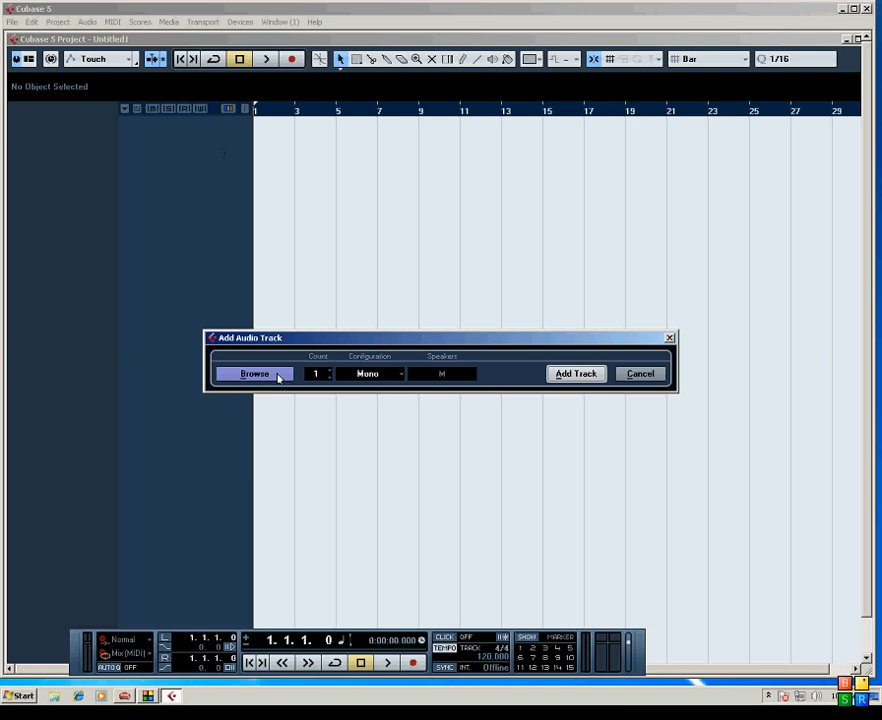 Cubase 5
File Edit Project Audio MIDI Scores Media Transport Devices Window (1) Help
Cubase 5 Project - Untitled1
Touch
Bar
Q 1/16
No Object Selected
1 3 5 7 9 11 13 15 17 19 21 23 25 27 29
Add Audio Track
Count Configuration Speakers
Browse 1 Mono M Add Track Cancel
Normal
Mix (MIDI)
AUTO Q OFF
L 1. 1. 1. 0
0. 0. 0
R 1. 1. 1. 0
0. 0. 0
1. 1. 1. 0
0:00:00.000
CLICK OFF
TEMPO TRACK 4/4
120.000
SYNC INT. Offline
SHOW MARKER
1 2 3 4 5
6 7 8 9 10
11 12 13 14 15
Start